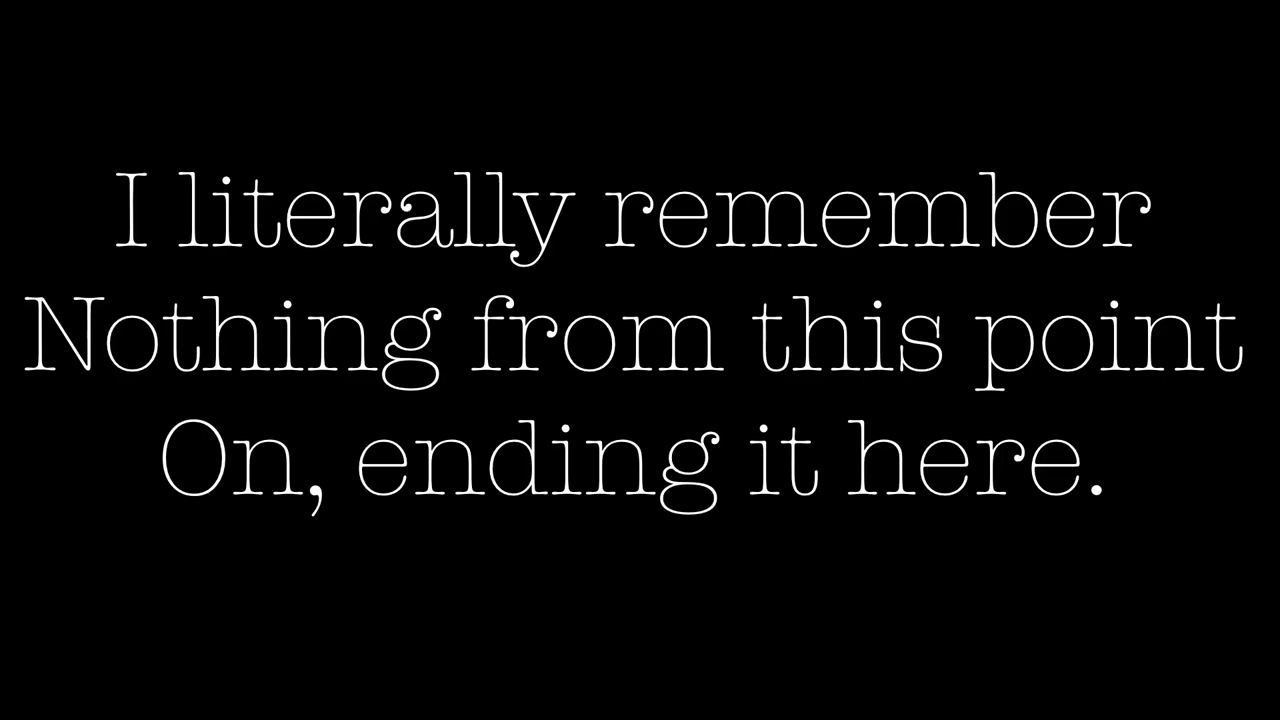 I literally remember
Nothing from this point
On, ending it here.